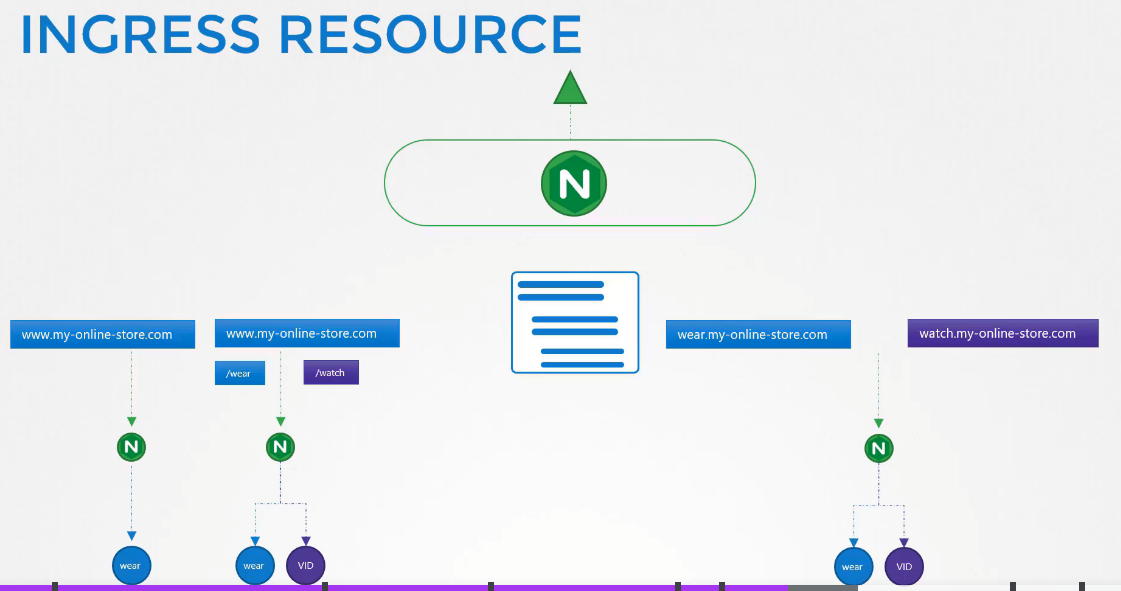 INGRESS RESOURCE
N
www.my-online-store.com
www.my-online-store.com
wear.my-online-store.com
watch.my-online-store.com
/wear
/watch
N
N
N
wear
wear
VID
wear
VID